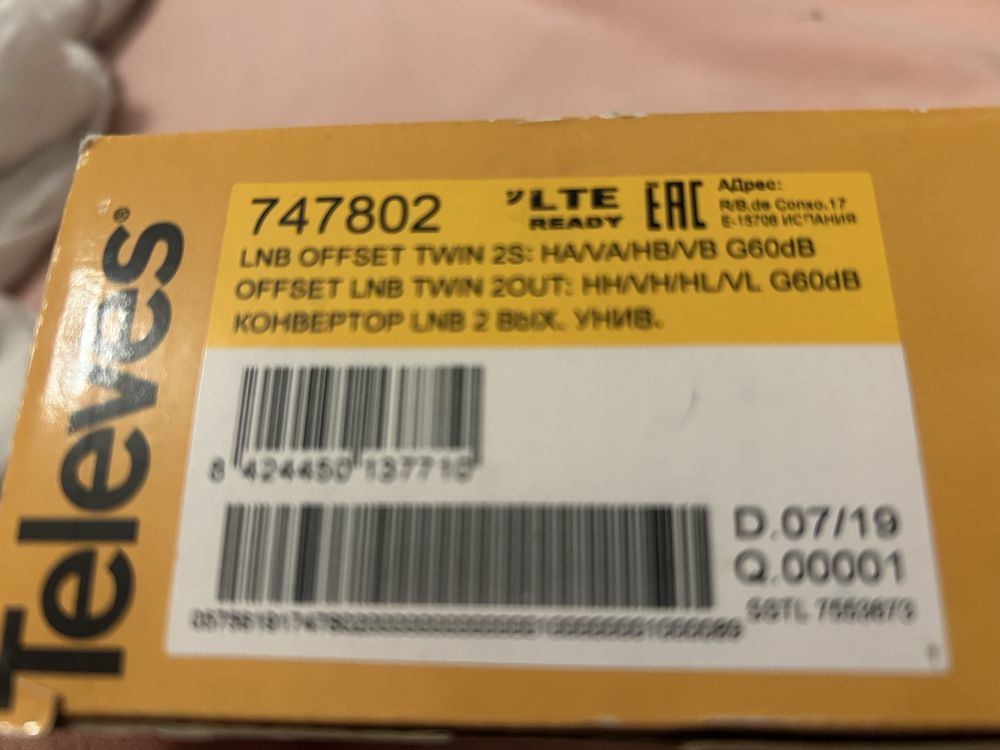 Televes®
747802
LTE
READY
EAC
Адрес:
R/B.de Conxo,17
E-15706 ИСПАНИЯ
LNB OFFSET TWIN 2S: HA/VA/HB/VB G60dB
OFFSET LNB TWIN 2OUT: HH/VH/HL/VL G60dB
КОНВЕРТОР LNB 2 ВЫХ. УНИВ.
8 424450 137710
D.07/19
Q.00001
SSTL 7553673